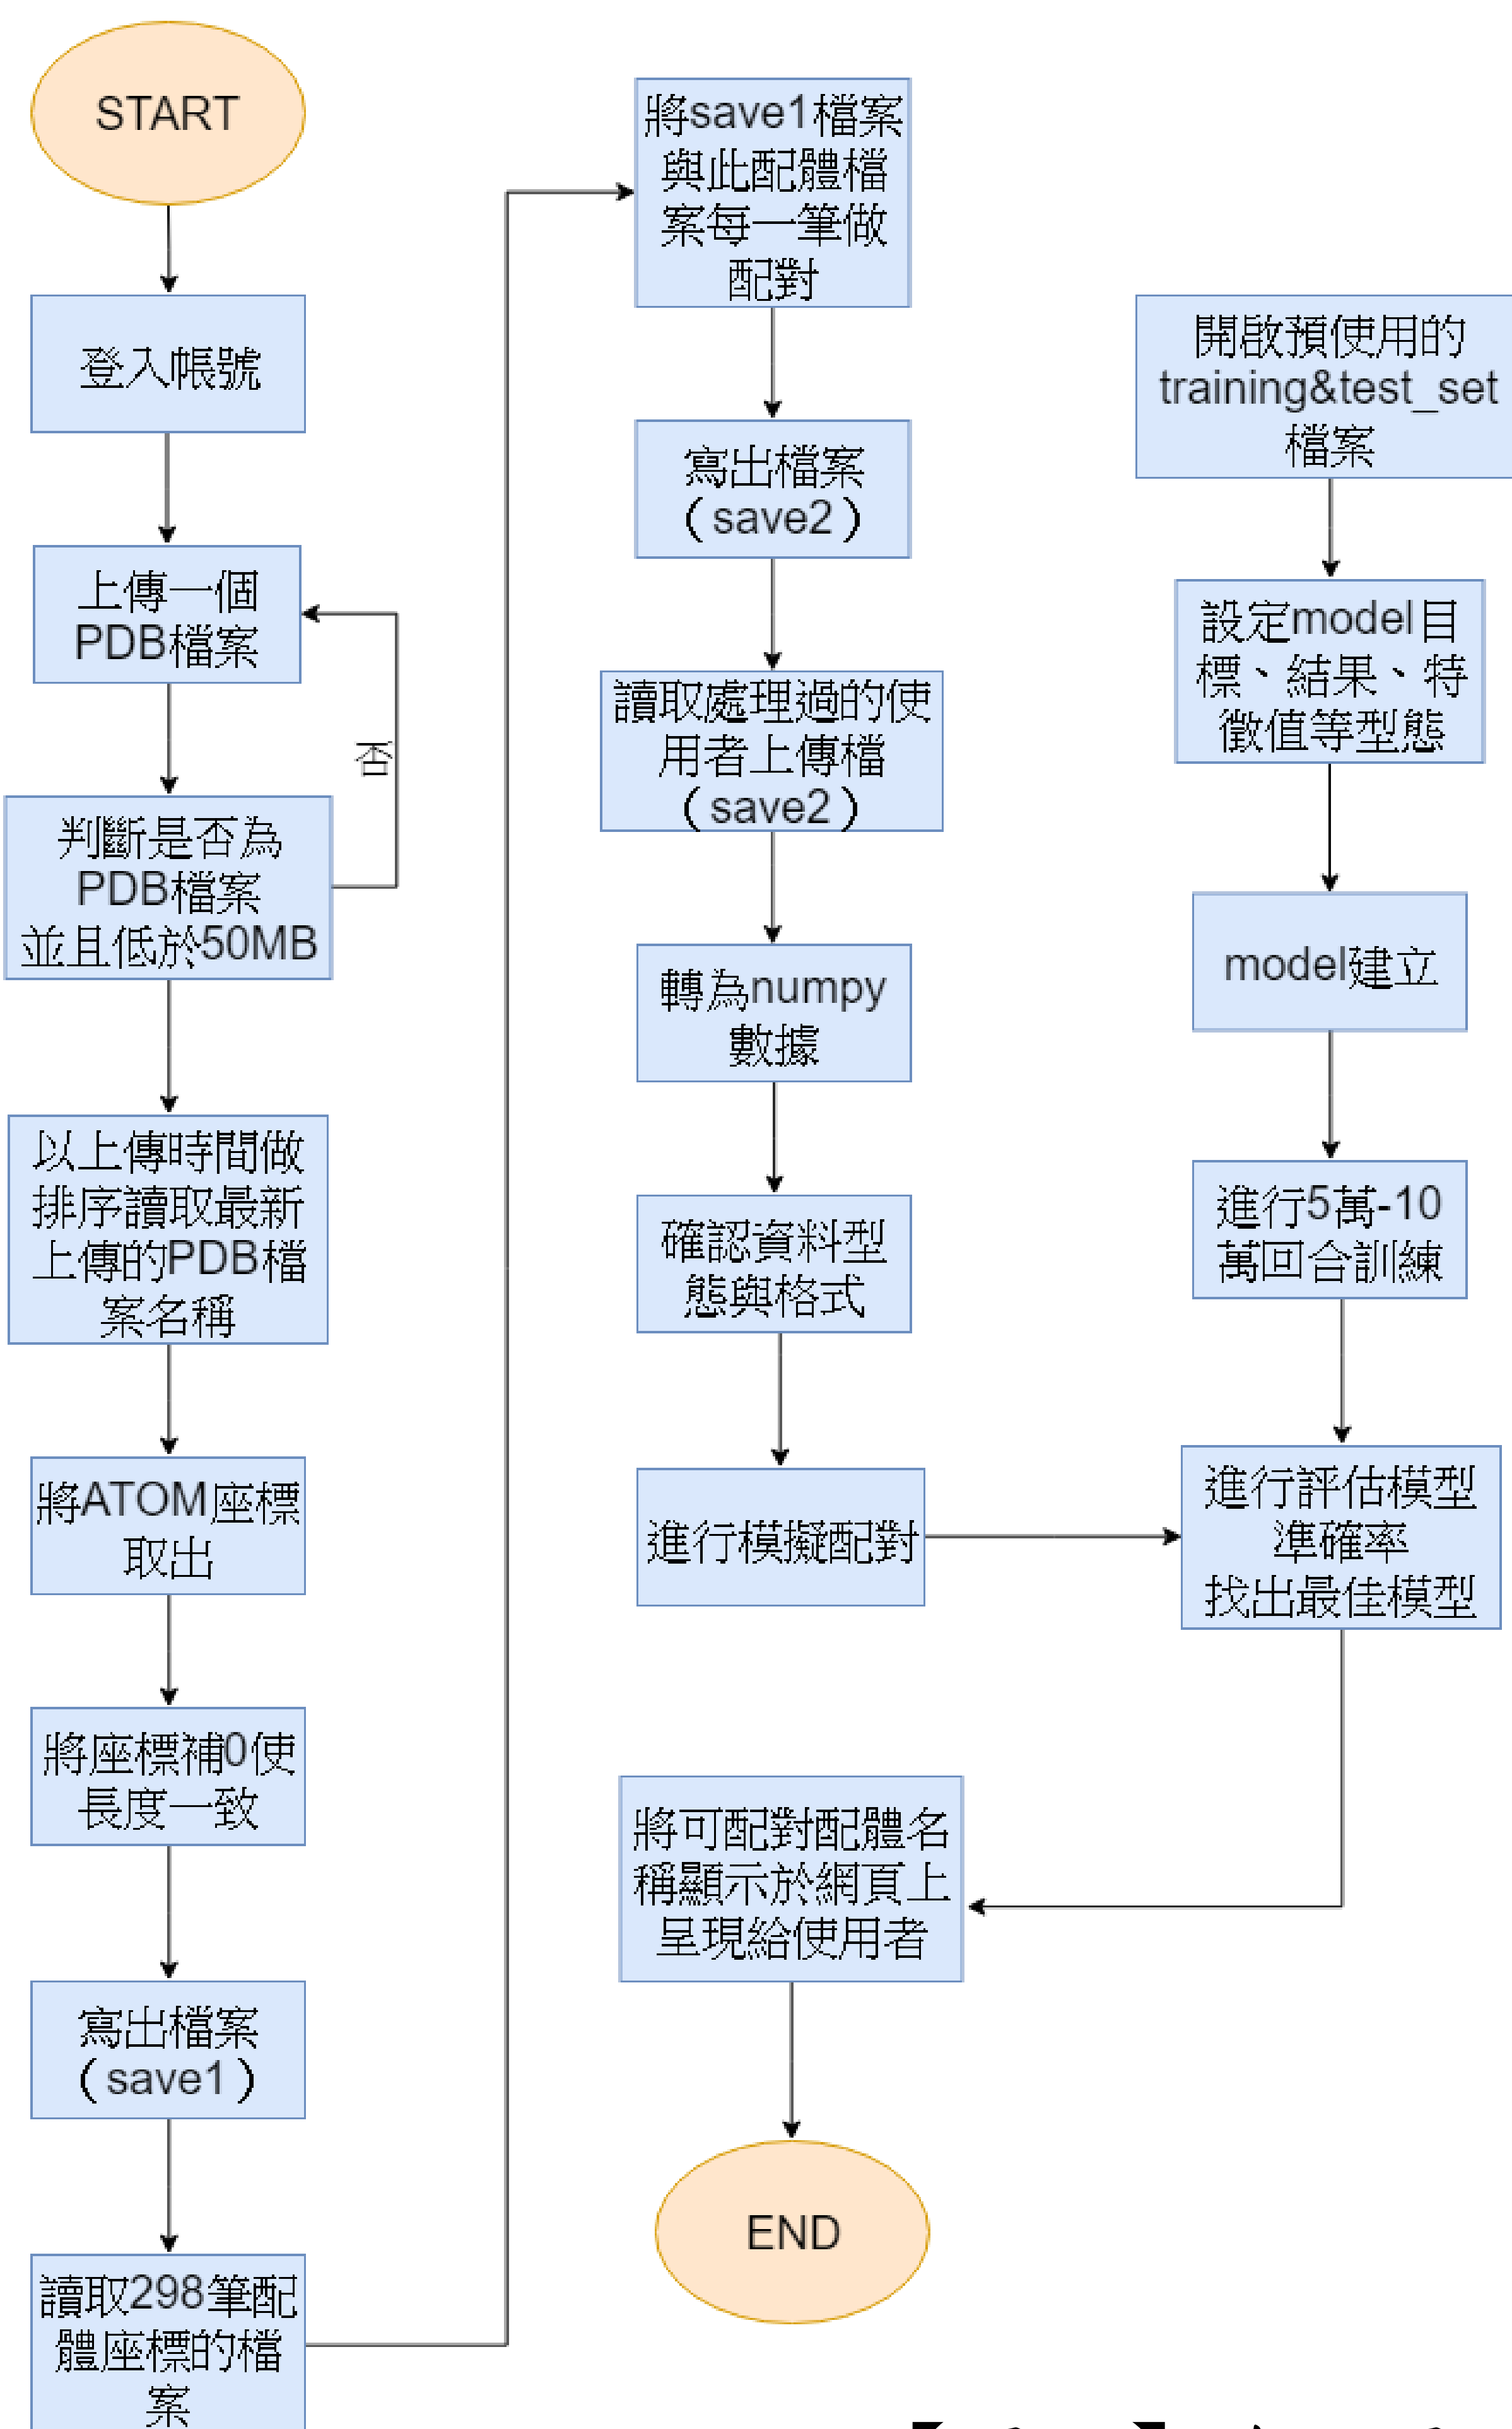 START
登入帳號
上傳一個
PDB檔案
否
判斷是否為
PDB檔案
並且低於50MB
以上傳時間做
排序讀取最新
上傳的PDB檔
案名稱
將ATOM座標
取出
將座標補0使
長度一致
寫出檔案
（save1）
讀取298筆配
體座標的檔
案
將save1檔案
與此配體檔
案每一筆做
配對
寫出檔案
（save2）
讀取處理過的使
用者上傳檔
（save2）
轉為numpy
數據
確認資料型
態與格式
進行模擬配對
開啟預使用的
training&test_set
檔案
設定model目
標、結果、特
徵值等型態
model建立
進行5萬-10
萬回合訓練
進行評估模型
準確率
找出最佳模型
將可配對配體名
稱顯示於網頁上
呈現給使用者
END